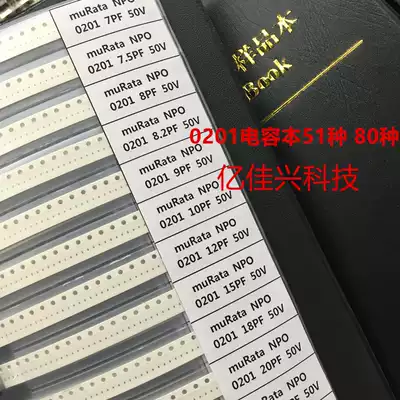 muRata NPO
0201 7PF 50V
muRata NPO
0201 7.5PF 50V
muRata NPO
0201 8PF 50V
muRata NPO
0201 8.2PF 50V
muRata NPO
0201 9PF 50V
muRata NPO
0201 10PF 50V
muRata NPO
0201 12PF 50V
muRata NPO
0201 15PF 50V
muRata NPO
0201 18PF 50V
muRata NPO
0201 20PF 50V
样品本
Book
0201电容本51种 80种
亿佳兴科技